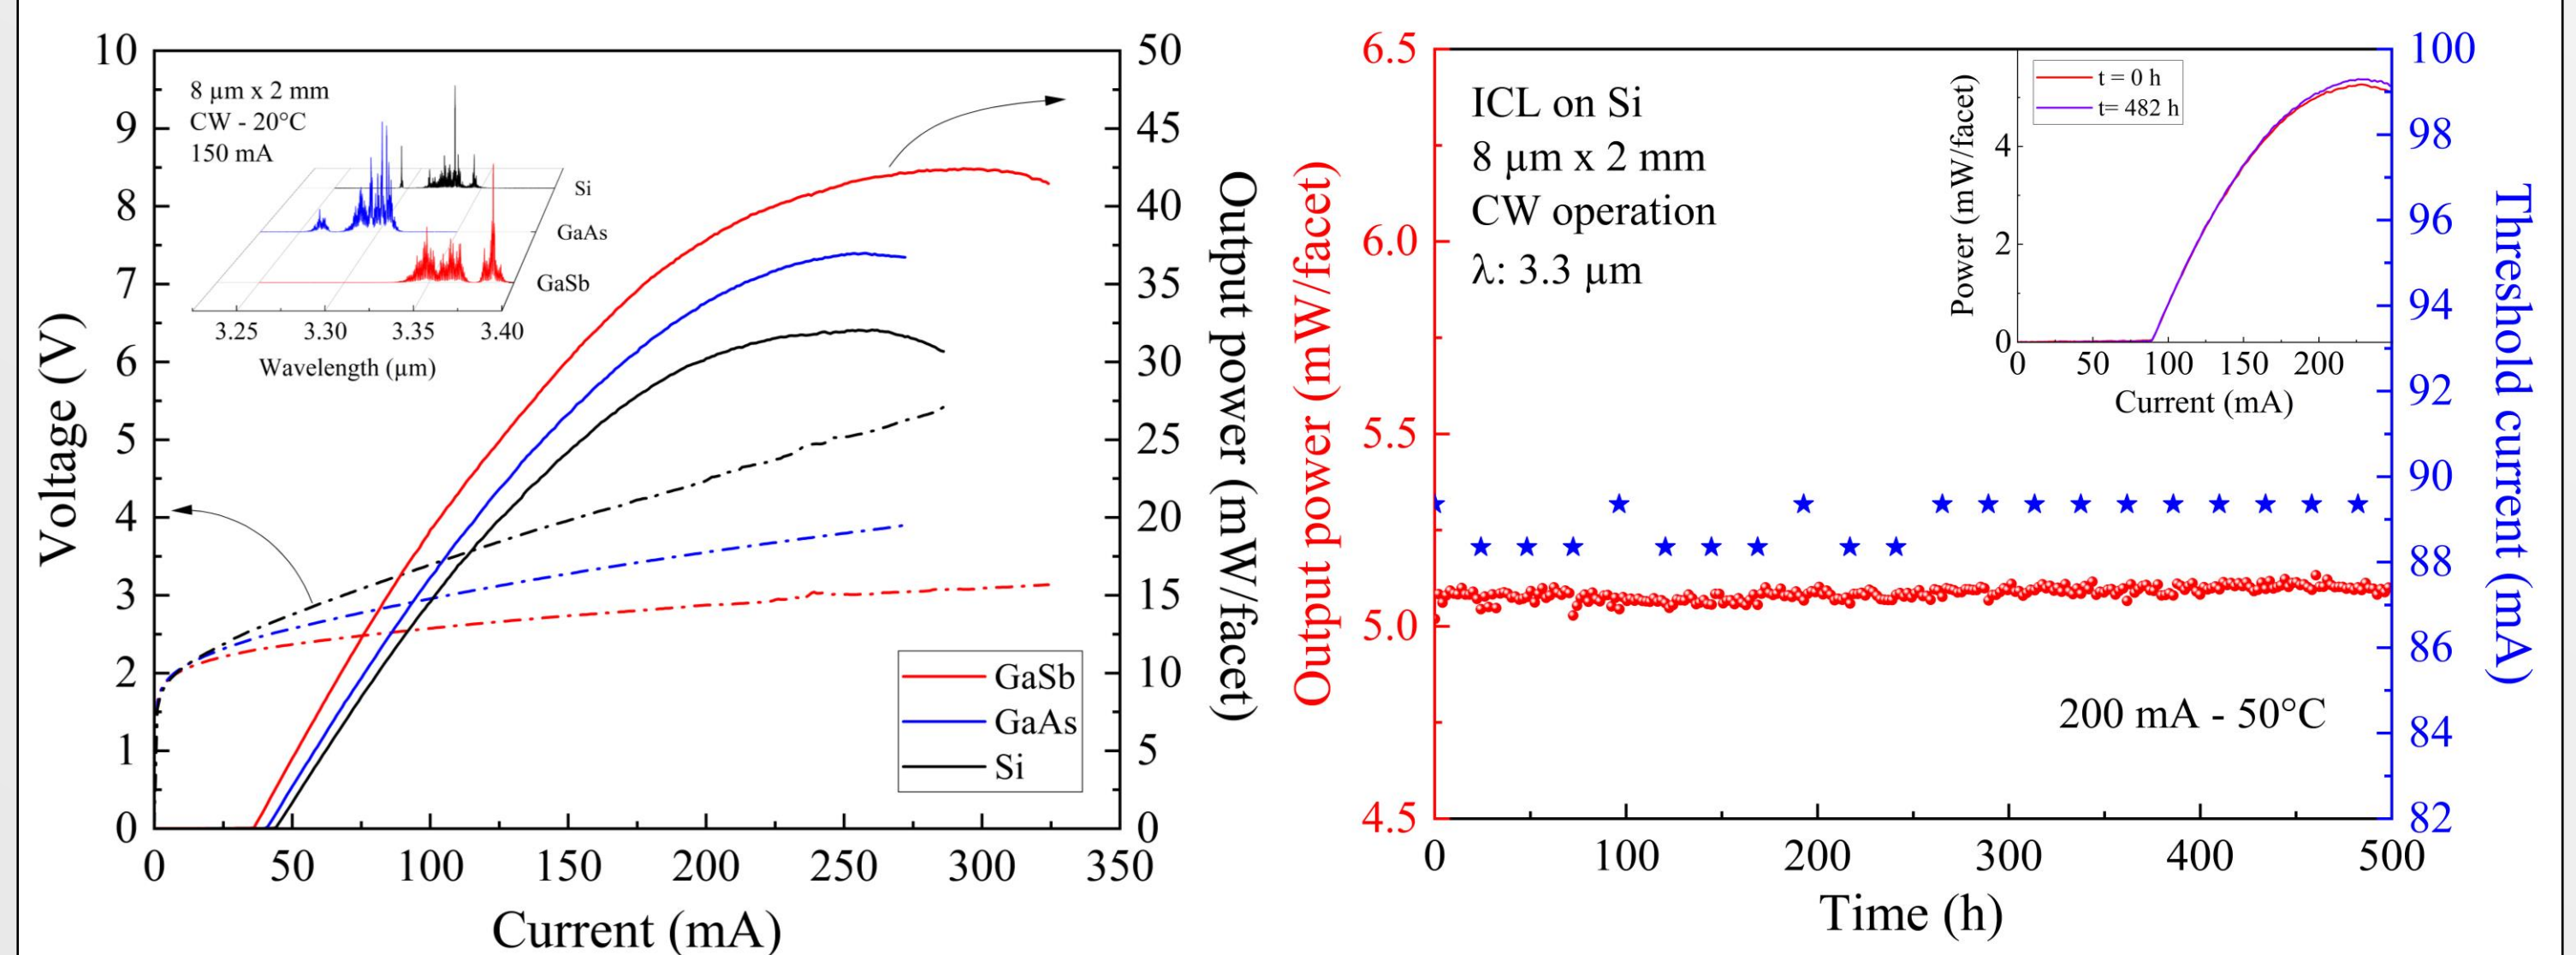 10
9
8
7
6
5
4
3
2
1
0
Voltage (V)
8 µm x 2 mm
CW - 20°C
150 mA
Si
GaAs
GaSb
3.25 3.30 3.35 3.40
Wavelength (µm)
GaSb
GaAs
Si
0 50 100 150 200 250 300 350
Current (mA)
50
45
40
35
30
25
20
15
10
5
0
Output power (mW/facet)
6.5
6.0
5.5
5.0
4.5
Output power (mW/facet)
ICL on Si
8 µm x 2 mm
CW operation
λ: 3.3 µm
t = 0 h
t= 482 h
Power (mW/facet)
4
2
0
0 50 100 150 200
Current (mA)
200 mA - 50°C
0 100 200 300 400 500
Time (h)
100
98
96
94
92
90
88
86
84
82
Threshold current (mA)